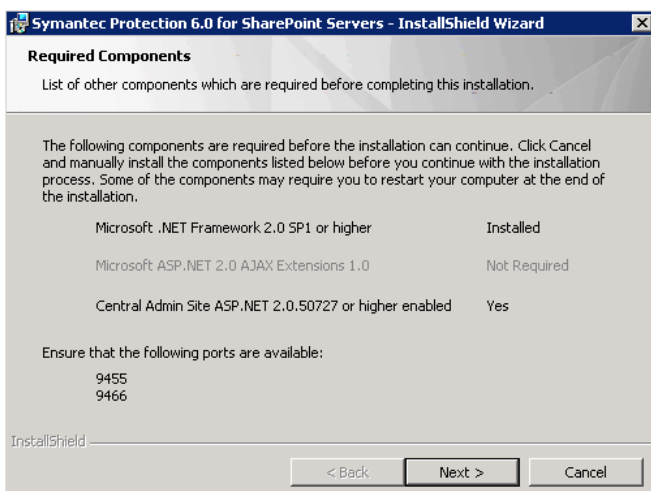 Symantec Protection 6.0 for SharePoint Servers - InstallShield Wizard
Required Components
List of other components which are required before completing this installation.
The following components are required before the installation can continue. Click Cancel
and manually install the components listed below before you continue with the installation
process. Some of the components may require you to restart your computer at the end of
the installation.
Microsoft .NET Framework 2.0 SP1 or higher Installed
Microsoft ASP.NET 2.0 AJAX Extensions 1.0 Not Required
Central Admin Site ASP.NET 2.0.50727 or higher enabled Yes
Ensure that the following ports are available:
9455
9466
InstallShield
< Back Next > Cancel